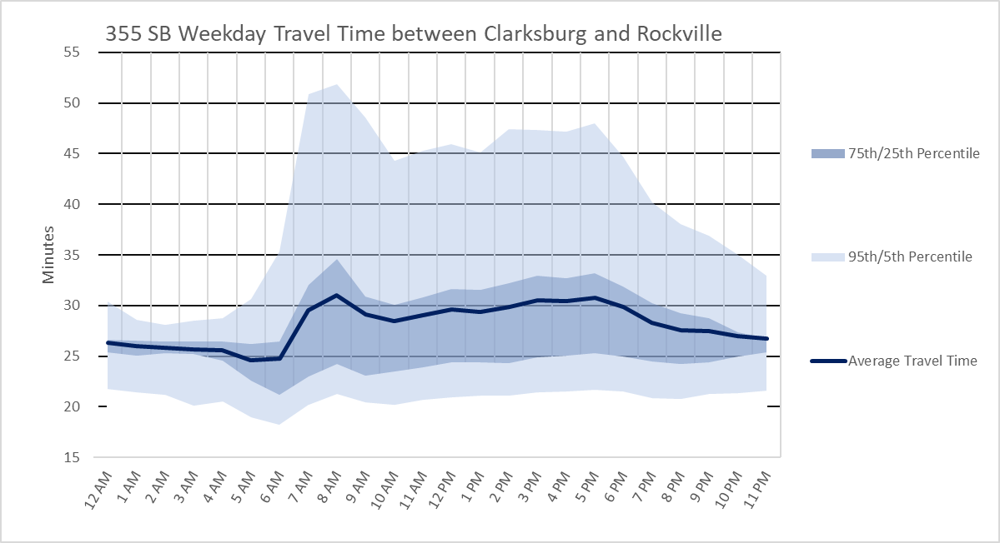 355 SB Weekday Travel Time between Clarksburg and Rockville
55
50
45
40
35
30
25
20
15
Minutes
12 AM
1 AM
2 AM
3 AM
4 AM
5 AM
6 AM
7 AM
8 AM
9 AM
10 AM
11 AM
12 PM
1 PM
2 PM
3 PM
4 PM
5 PM
6 PM
7 PM
8 PM
9 PM
10 PM
11 PM
75th/25th Percentile
95th/5th Percentile
Average Travel Time